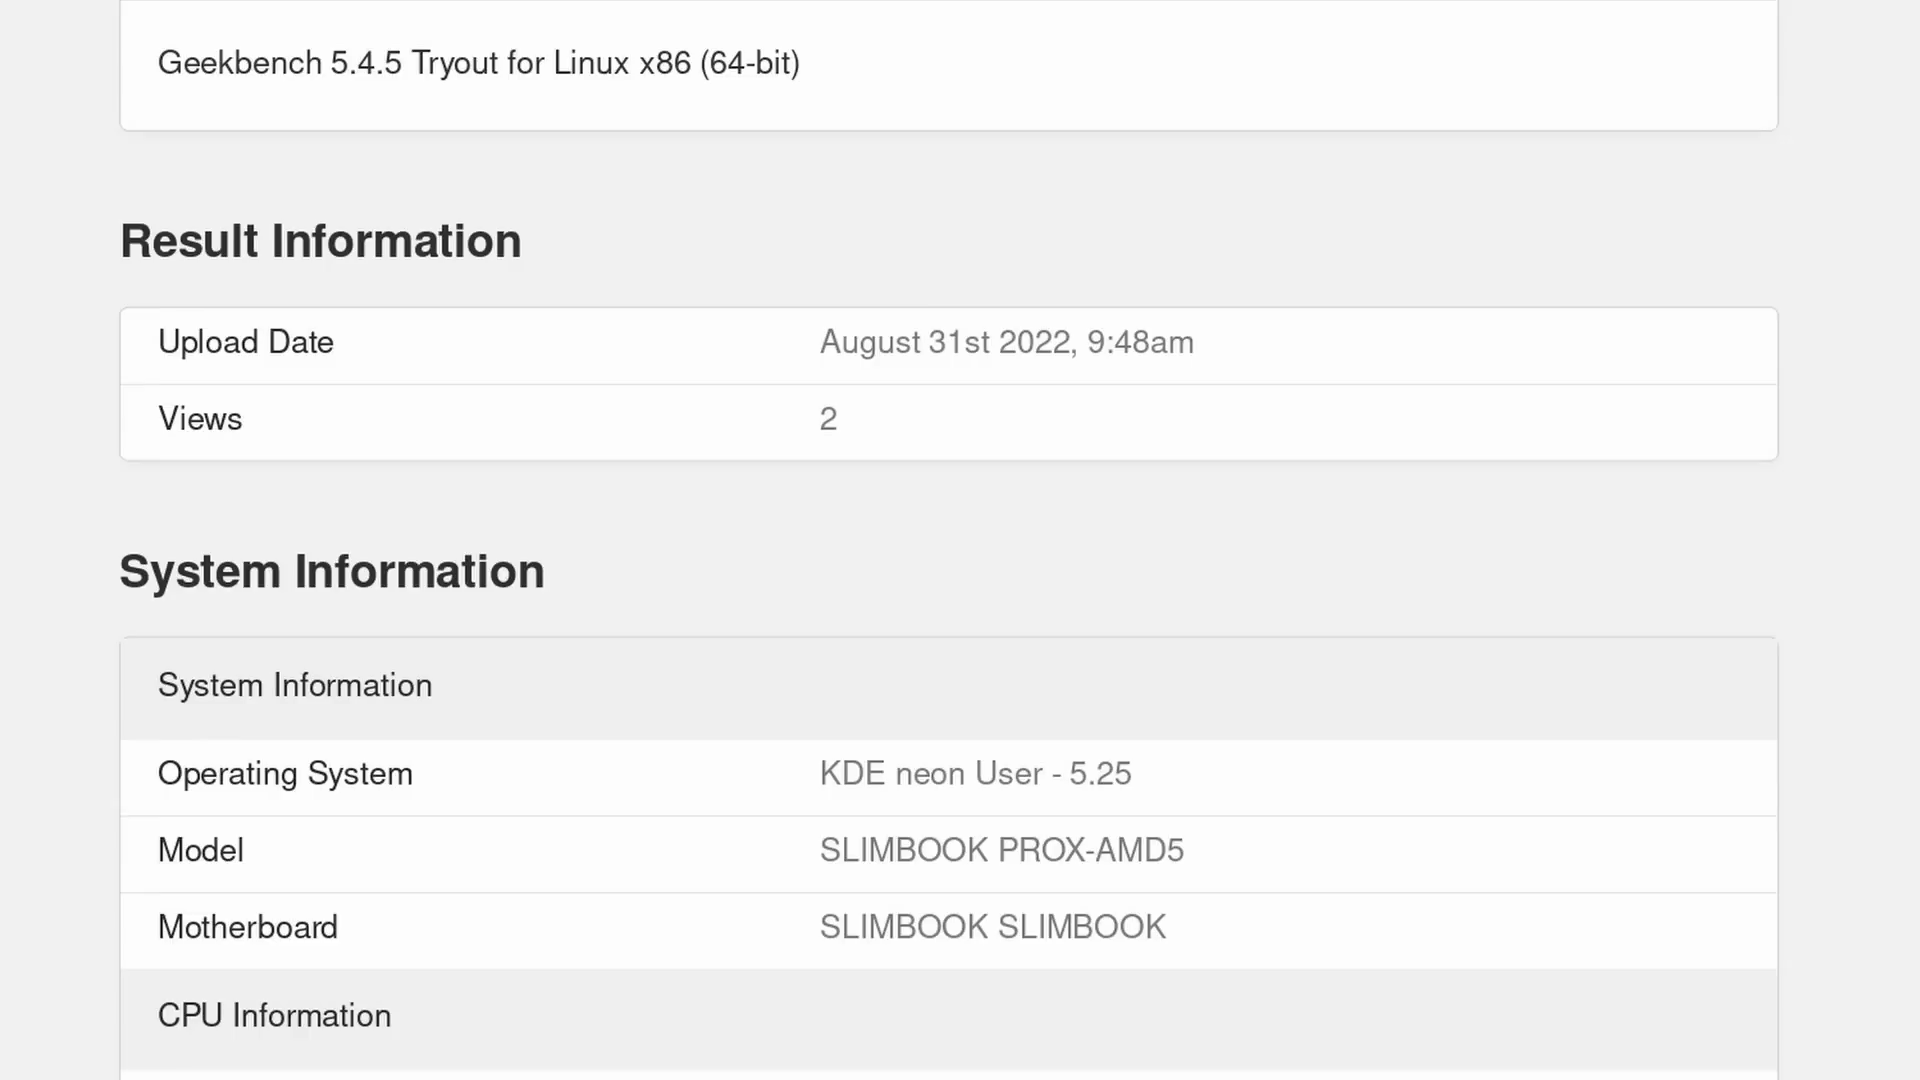 Geekbench 5.4.5 Tryout for Linux x86 (64-bit)
Result Information
Upload Date August 31st 2022, 9:48am
Views 2
System Information
System Information
Operating System KDE neon User - 5.25
Model SLIMBOOK PROX-AMD5
Motherboard SLIMBOOK SLIMBOOK
CPU Information